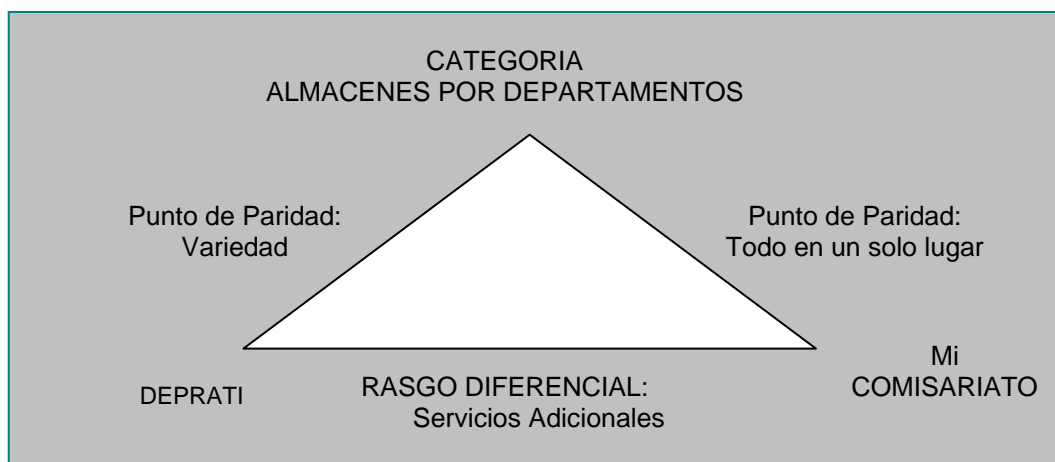 CATEGORIA
ALMACENES POR DEPARTAMENTOS
Punto de Paridad:
Variedad
Punto de Paridad:
Todo en un solo lugar
DEPRATI
RASGO DIFERENCIAL:
Servicios Adicionales
Mi
COMISARIATO